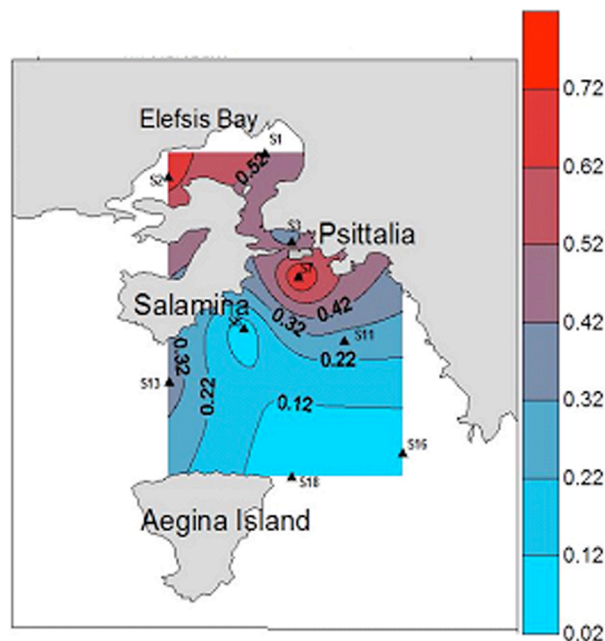 0.72
Elefsis Bay
S1
0.52
S2
0.62
S3
Psittalia
0.52
S7
Salamina
0.42
0.32
0.42
S11
0.32
0.22
S13
0.22
0.32
0.12
S16
0.22
S18
Aegina Island
0.12
0.02